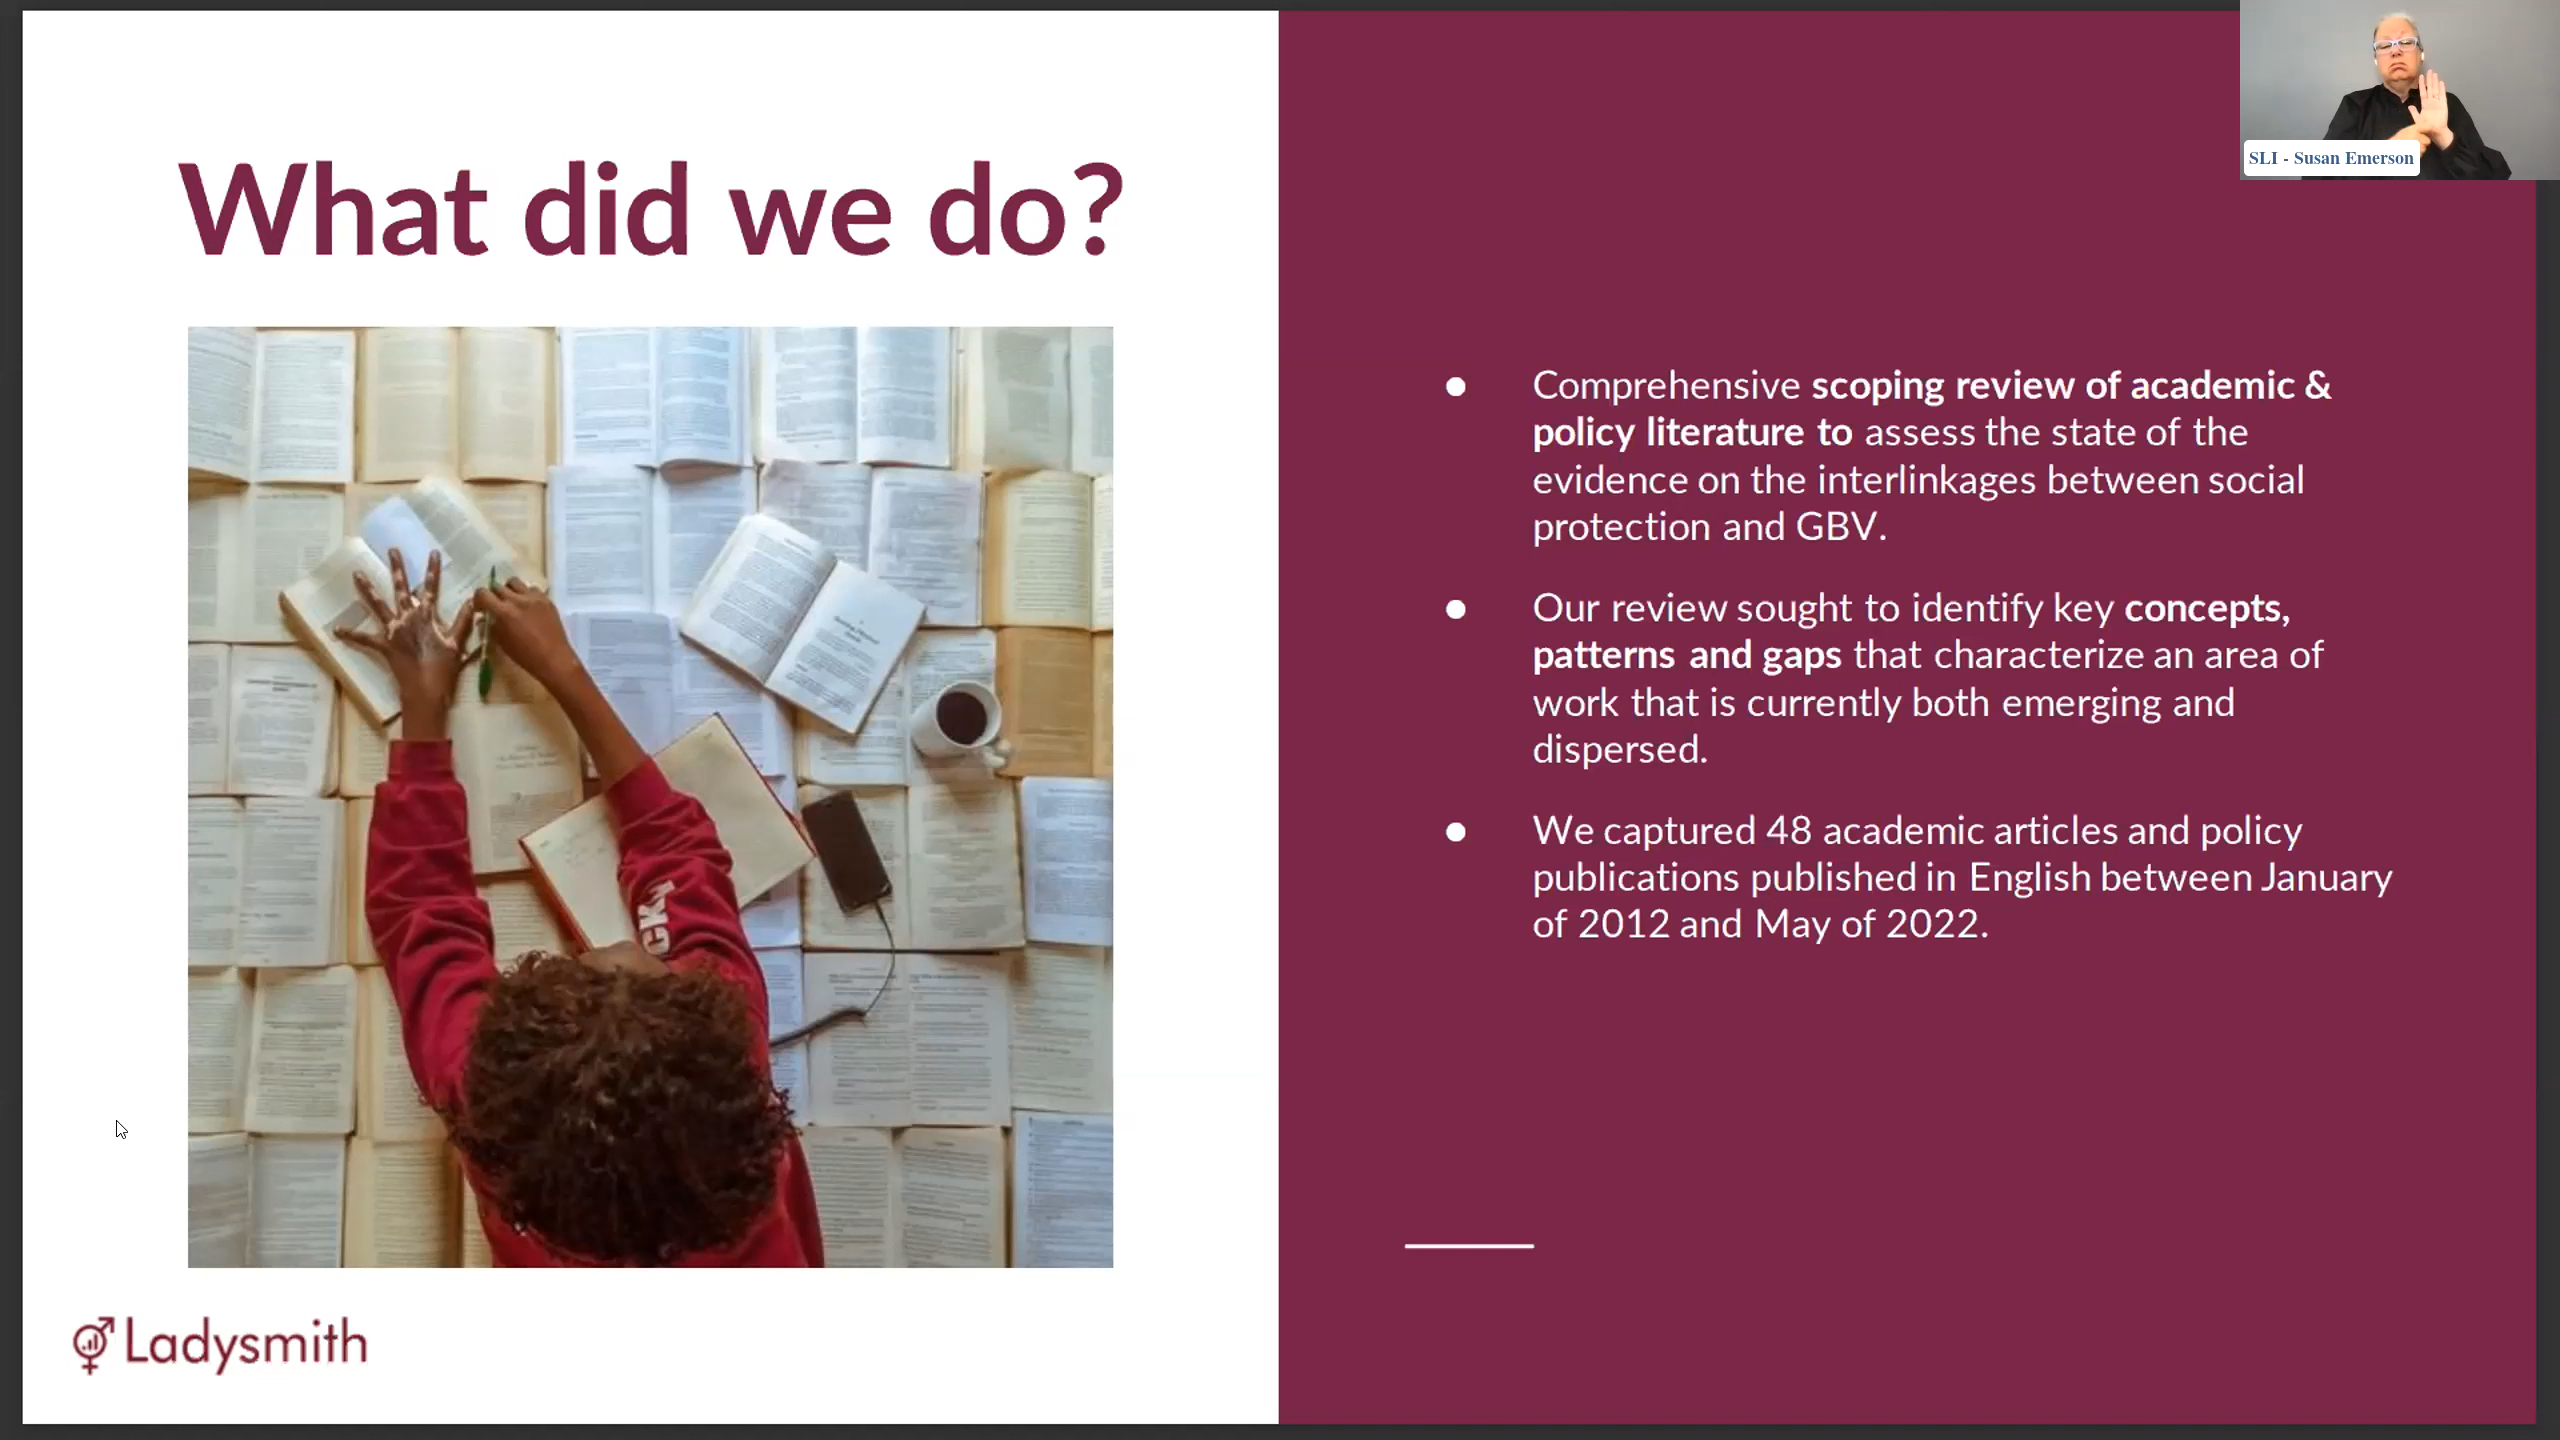 What did we do?
● Comprehensive scoping review of academic &
policy literature to assess the state of the
evidence on the interlinkages between social
protection and GBV.
● Our review sought to identify key concepts,
patterns and gaps that characterize an area of
work that is currently both emerging and
dispersed.
● We captured 48 academic articles and policy
publications published in English between January
of 2012 and May of 2022.
Ladysmith
SLI - Susan Emerson
CKY